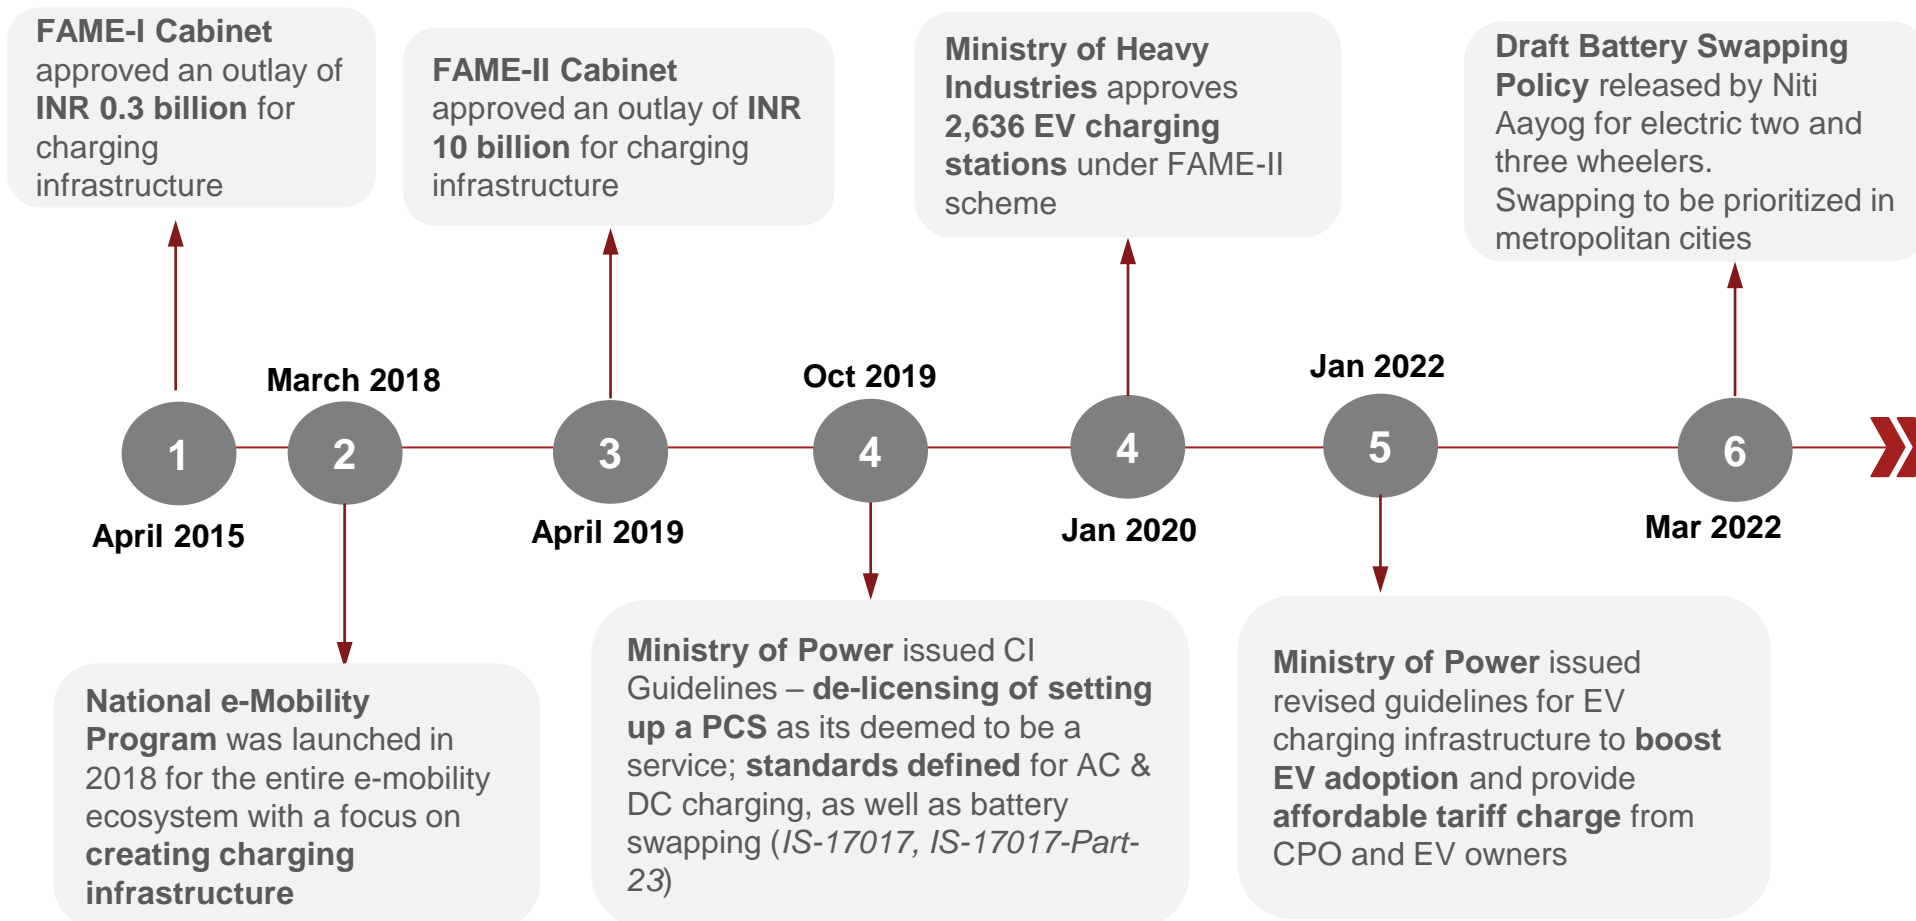 FAME-I Cabinet
approved an outlay of
INR 0.3 billion for
charging
infrastructure
FAME-II Cabinet
approved an outlay of INR
10 billion for charging
infrastructure
Ministry of Heavy
Industries approves
2,636 EV charging
stations under FAME-II
scheme
Draft Battery Swapping
Policy released by Niti
Aayog for electric two and
three wheelers.
Swapping to be prioritized in
metropolitan cities
March 2018
Oct 2019
Jan 2022
1
2
3
4
4
5
6
April 2015
April 2019
Jan 2020
Mar 2022
National e-Mobility
Program was launched in
2018 for the entire e-mobility
ecosystem with a focus on
creating charging
infrastructure
Ministry of Power issued CI
Guidelines – de-licensing of setting
up a PCS as its deemed to be a
service; standards defined for AC &
DC charging, as well as battery
swapping (IS-17017, IS-17017-Part-
23)
Ministry of Power issued
revised guidelines for EV
charging infrastructure to boost
EV adoption and provide
affordable tariff charge from
CPO and EV owners